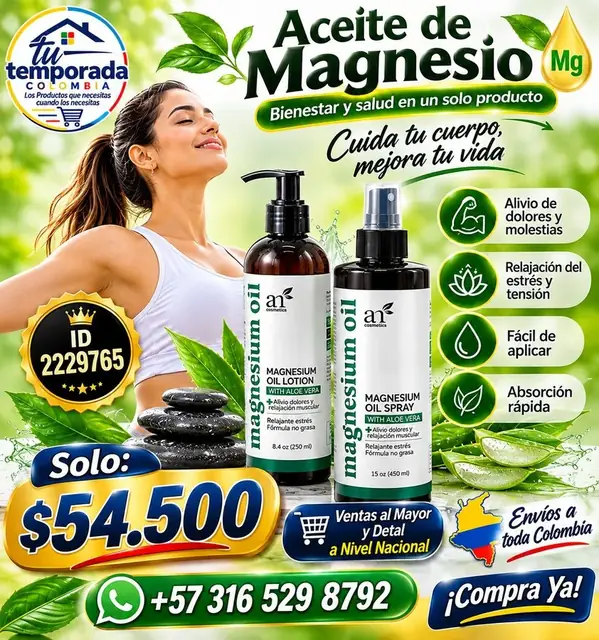 tu
temporada
COLOMBIA
Los Productos que necesitas
cuando los necesitas
Aceite de
Magnesio
Mg
Bienestar y salud en un solo producto
Cuida tu cuerpo,
mejora tu vida
Alivio de
dolores y
molestias
Relajación del
estrés y
tensión
Fácil de
aplicar
Absorción
rápida
ID
2229765
magnesium oil
an
cosmetics
MAGNESIUM
OIL LOTION
WITH ALOE VERA
+Alivio dolores y
relajación muscular
Relajante estrés
Fórmula no grasa
8.4 oz (250 ml)
magnesium oil
an
cosmetics
MAGNESIUM
OIL SPRAY
WITH ALOE VERA
+Alivio dolores y
relajación muscular
Relajante estrés
Fórmula no grasa
15 oz (450 ml)
Solo:
$54.500
Ventas al Mayor
y Detal
a Nivel Nacional
Envíos a
toda Colombia
+57 316 529 8792
¡Compra Ya!